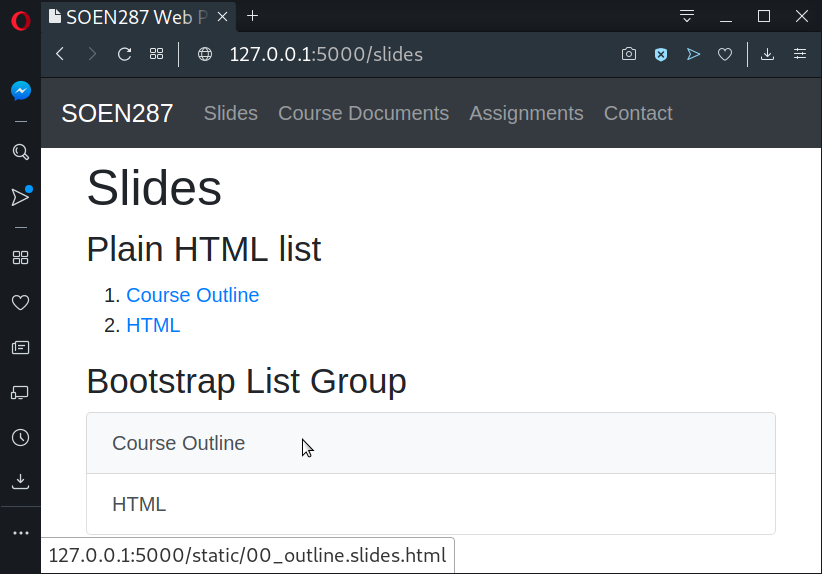 SOEN287 Web P
127.0.0.1:5000/slides
SOEN287 Slides Course Documents Assignments Contact
Slides
Plain HTML list
1. Course Outline
2. HTML
Bootstrap List Group
Course Outline
HTML
127.0.0.1:5000/static/00_outline.slides.html